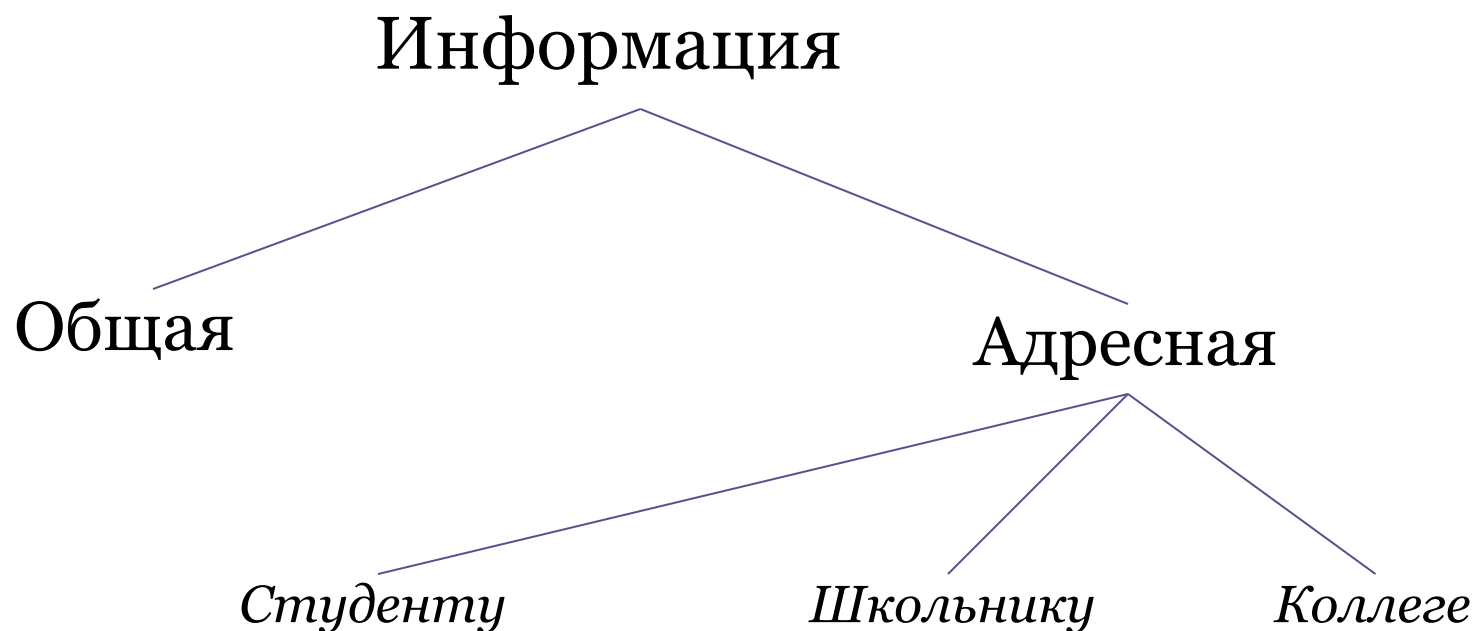 Информация
Общая
Адресная
Студенту Школьнику Коллеге